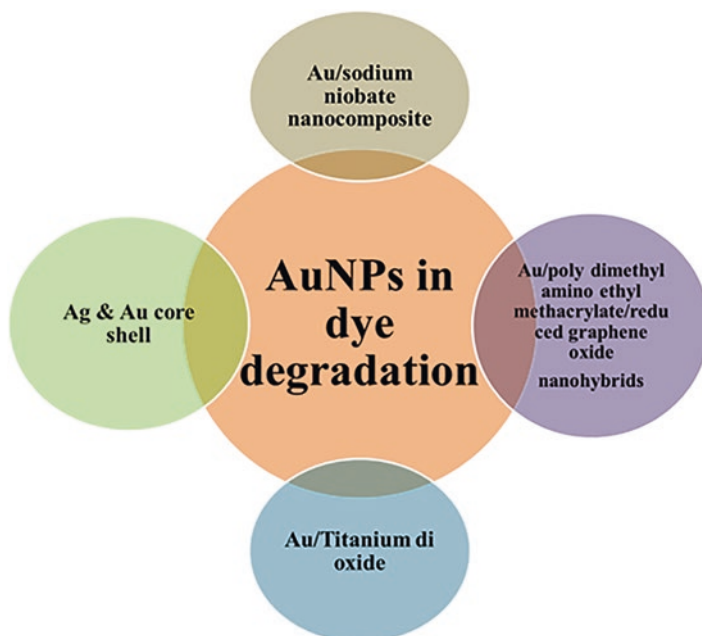 Au/sodium
niobate
nanocomposite
Ag & Au core
shell
AuNPs in
dye
degradation
Au/poly dimethyl
amino ethyl
methacrylate/redu
ced graphene
oxide
nanohybrids
Au/Titanium di
oxide